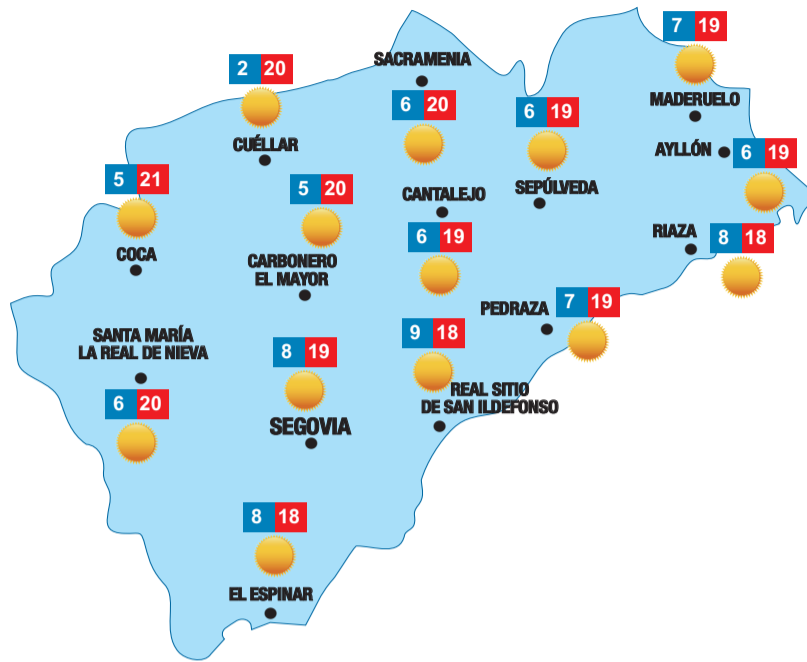 7 19
MADERUELO
SACRAMENIA
6 20
2 20
CUÉLLAR
6 19
SEPÚLVEDA
AYLLÓN
6 19
5 21
COCA
5 20
CARBONERO
EL MAYOR
CANTALEJO
6 19
RIAZA
8 18
PEDRAZA
7 19
SANTA MARÍA
LA REAL DE NIEVA
6 20
8 19
SEGOVIA
9 18
REAL SITIO
DE SAN ILDEFONSO
8 18
EL ESPINAR